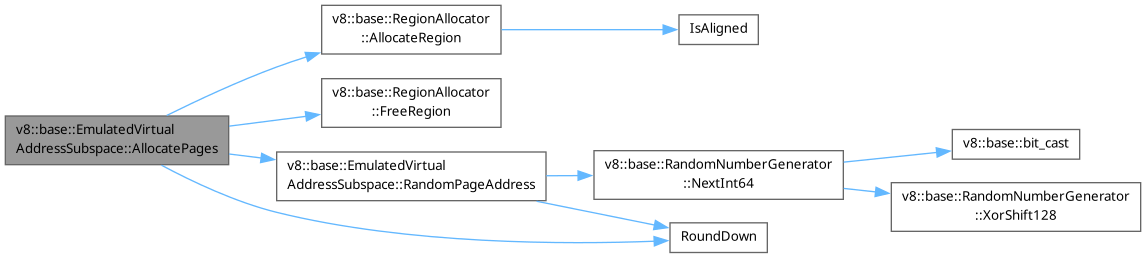 v8::base::RegionAllocator
::AllocateRegion
IsAligned
v8::base::RegionAllocator
::FreeRegion
v8::base::EmulatedVirtual
AddressSubspace::AllocatePages
v8::base::EmulatedVirtual
AddressSubspace::RandomPageAddress
v8::base::RandomNumberGenerator
::NextInt64
v8::base::bit_cast
v8::base::RandomNumberGenerator
::XorShift128
RoundDown